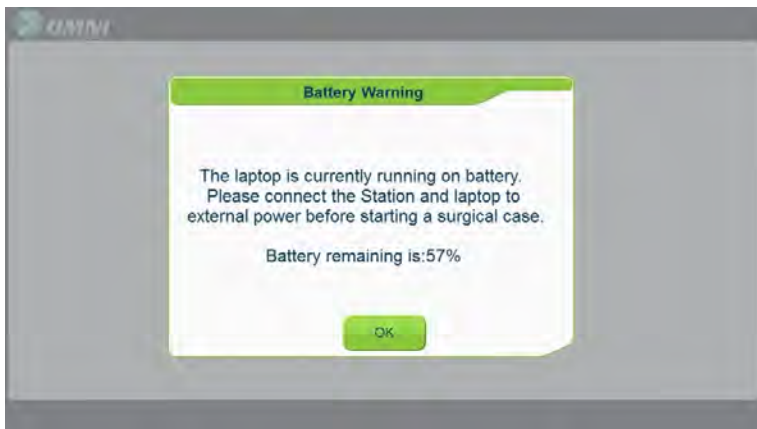 OMNI
Battery Warning
The laptop is currently running on battery.
Please connect the Station and laptop to
external power before starting a surgical case.
Battery remaining is:57%
OK